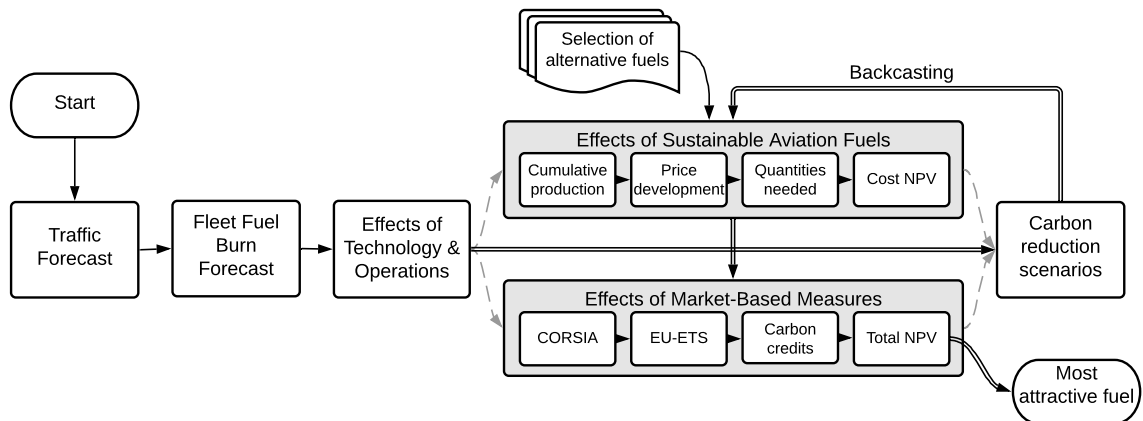 Start
Traffic
Forecast
Fleet Fuel
Burn
Forecast
Effects of
Technology &
Operations
Selection of
alternative fuels
Backcasting
Effects of Sustainable Aviation Fuels
Cumulative
production
Price
development
Quantities
needed
Cost NPV
Effects of Market-Based Measures
CORSIA
EU-ETS
Carbon
credits
Total NPV
Carbon
reduction
scenarios
Most
attractive fuel